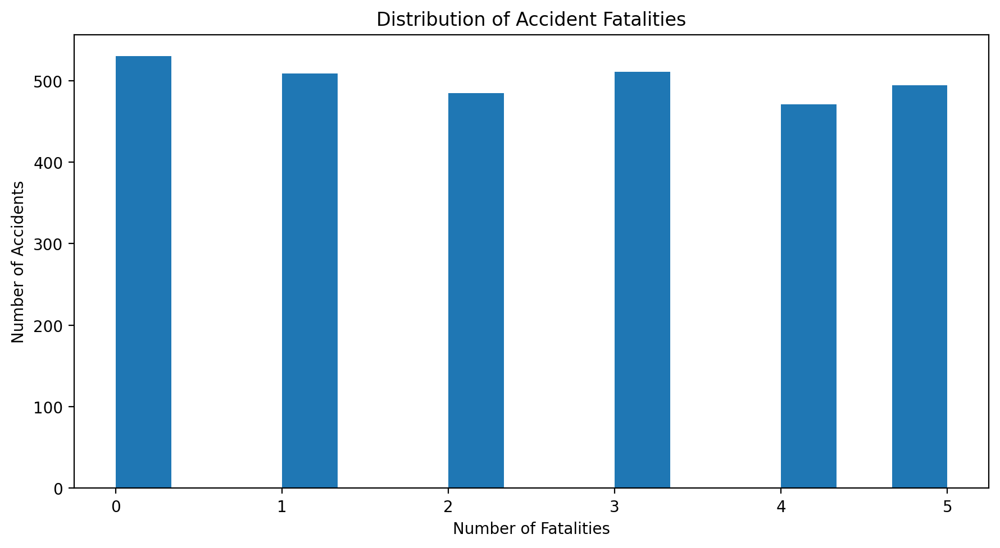 Distribution of Accident Fatalities
Number of Accidents
500
400
300
200
100
0
0 1 2 3 4 5
Number of Fatalities